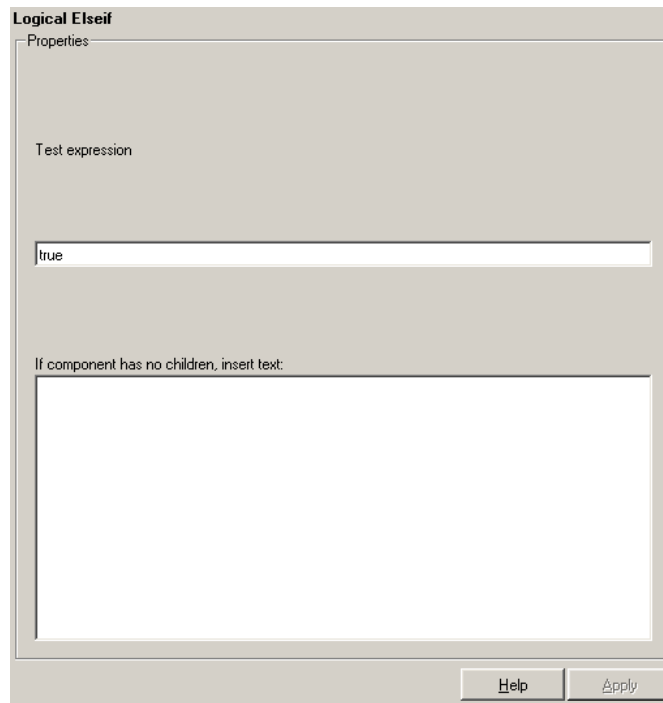 Logical Elseif
Properties
Test expression
true
If component has no children, insert text:
Help
Apply